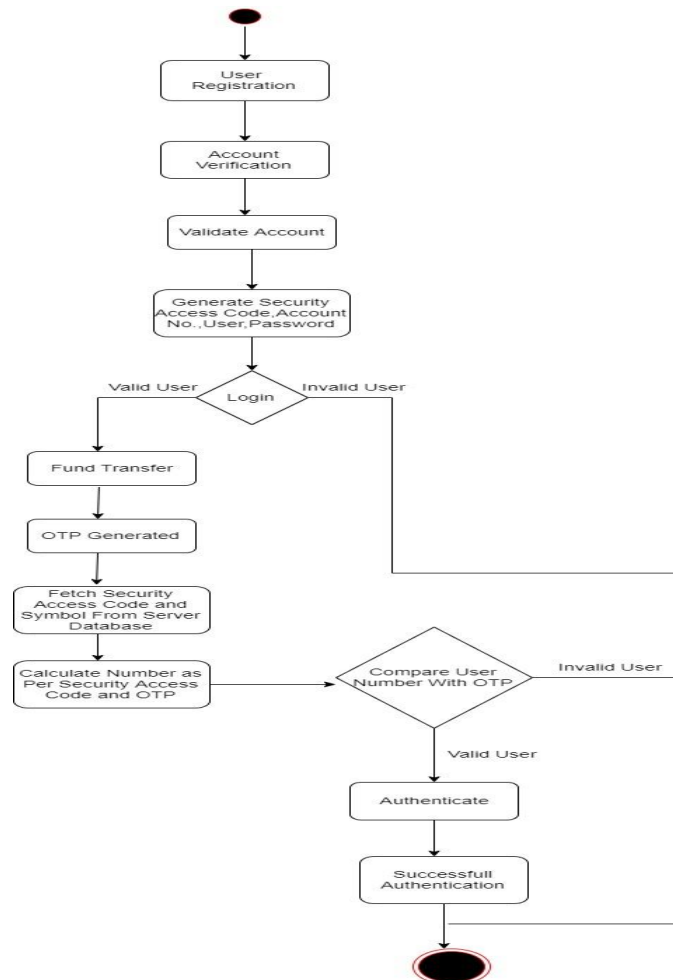 User
Registration
Account
Verification
Validate Account
Generate Security
Access Code,Account
No.,User,Password
Valid User
Login
Invalid User
Fund Transfer
OTP Generated
Fetch Security
Access Code and
Symbol From Server
Database
Calculate Number as
Per Security Access
Code and OTP
Compare User
Number With OTP
Invalid User
Valid User
Authenticate
Successfull
Authentication